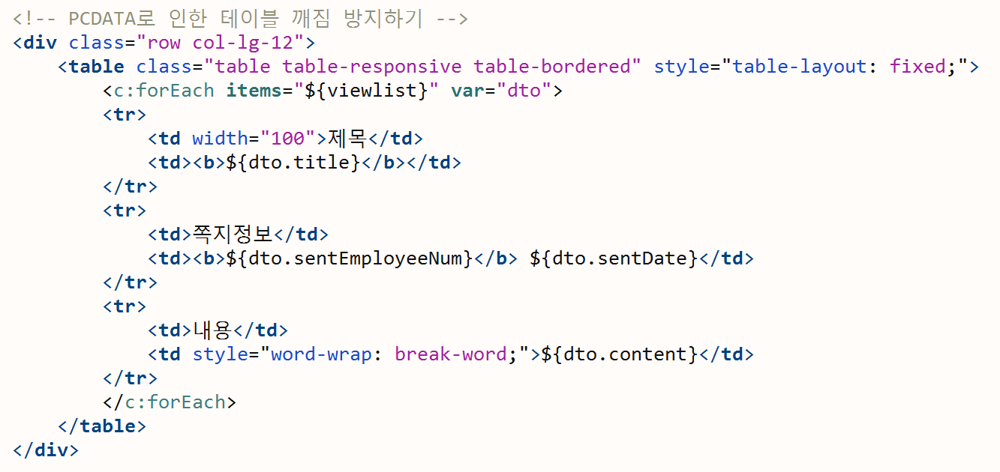 <!-- PCDATA로 인한 테이블 깨짐 방지하기 -->
<div class="row col-lg-12">
    <table class="table table-responsive table-bordered" style="table-layout: fixed;">
        <c:forEach items="${viewlist}" var="dto">
        <tr>
            <td width="100">제목</td>
            <td><b>${dto.title}</b></td>
        </tr>
        <tr>
            <td>쪽지정보</td>
            <td><b>${dto.sentEmployeeNum}</b> ${dto.sentDate}</td>
        </tr>
        <tr>
            <td>내용</td>
            <td style="word-wrap: break-word;">${dto.content}</td>
        </tr>
        </c:forEach>
    </table>
</div>